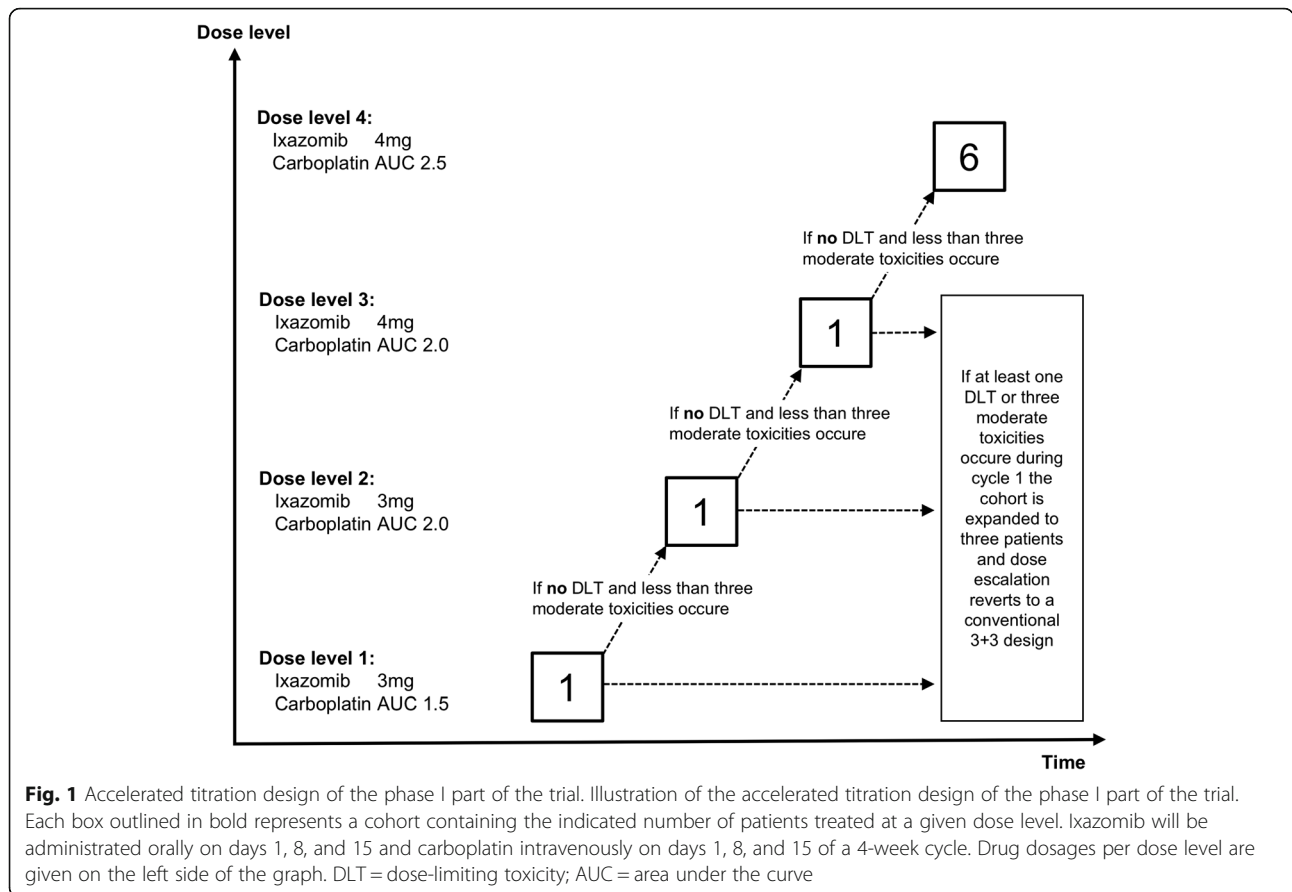 Dose level
Dose level 4:
Ixazomib 4mg
Carboplatin AUC 2.5
6
If no DLT and less than three
moderate toxicities occure
Dose level 3:
Ixazomib 4mg
Carboplatin AUC 2.0
1
If at least one
DLT or three
moderate
toxicities
occure during
cycle 1 the
cohort is
expanded to
three patients
and dose
escalation
reverts to a
conventional
3+3 design
If no DLT and less than three
moderate toxicities occure
Dose level 2:
Ixazomib 3mg
Carboplatin AUC 2.0
1
If no DLT and less than three
moderate toxicities occure
Dose level 1:
Ixazomib 3mg
Carboplatin AUC 1.5
1
Time
Fig. 1 Accelerated titration design of the phase I part of the trial. Illustration of the accelerated titration design of the phase I part of the trial.
Each box outlined in bold represents a cohort containing the indicated number of patients treated at a given dose level. Ixazomib will be
administrated orally on days 1, 8, and 15 and carboplatin intravenously on days 1, 8, and 15 of a 4-week cycle. Drug dosages per dose level are
given on the left side of the graph. DLT = dose-limiting toxicity; AUC = area under the curve